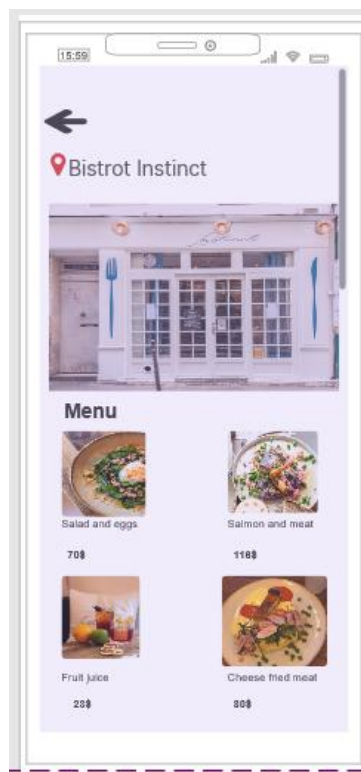 15:59
Bistrot Instinct
Menu
Salad and eggs
Salmon and meat
70$
116$
Fruit juice
Cheese fried meat
23$
80$